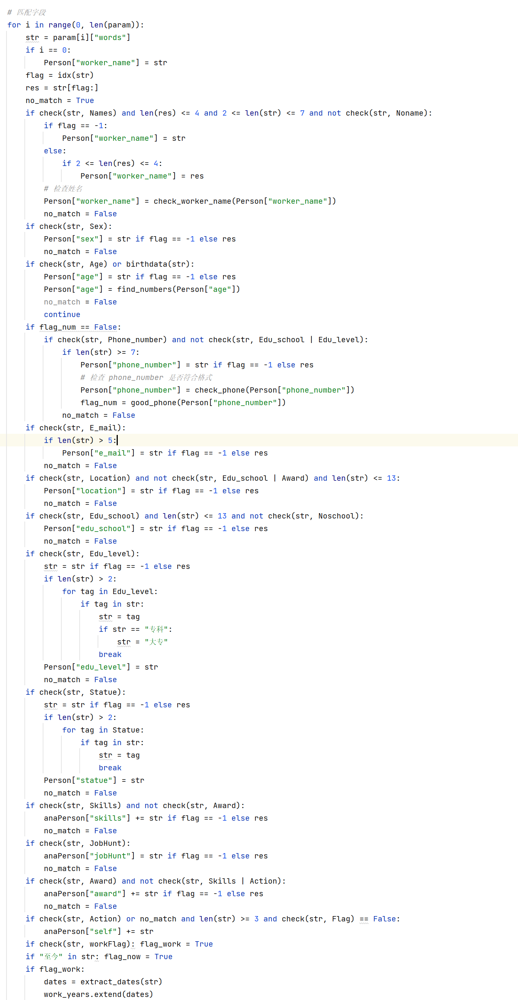 # 匹配字段
for i in range(0, len(param)):
    str = param[i]["words"]
    if i == 0:
        Person["worker_name"] = str
    flag = idx(str)
    res = str[flag:]
    no_match = True
    if check(str, Names) and len(res) <= 4 and 2 <= len(str) <= 7 and not check(str, Noname):
        if flag == -1:
            Person["worker_name"] = str
        else:
            if 2 <= len(res) <= 4:
                Person["worker_name"] = res
        # 检查姓名
        Person["worker_name"] = check_worker_name(Person["worker_name"])
        no_match = False
    if check(str, Sex):
        Person["sex"] = str if flag == -1 else res
        no_match = False
    if check(str, Age) or birthdata(str):
        Person["age"] = str if flag == -1 else res
        Person["age"] = find_numbers(Person["age"])
        no_match = False
        continue
    if flag_num == False:
        if check(str, Phone_number) and not check(str, Edu_school | Edu_level):
            if len(str) >= 7:
                Person["phone_number"] = str if flag == -1 else res
                # 检查 phone_number 是否符合格式
                Person["phone_number"] = check_phone(Person["phone_number"])
                flag_num = good_phone(Person["phone_number"])
            no_match = False
    if check(str, E_mail):
        if len(str) > 5:
            Person["e_mail"] = str if flag == -1 else res
        no_match = False
    if check(str, Location) and not check(str, Edu_school | Award) and len(str) <= 13:
        Person["location"] = str if flag == -1 else res
        no_match = False
    if check(str, Edu_school) and len(str) <= 13 and not check(str, Noschool):
        Person["edu_school"] = str if flag == -1 else res
        no_match = False
    if check(str, Edu_level):
        str = str if flag == -1 else res
        if len(str) > 2:
            for tag in Edu_level:
                if tag in str:
                    str = tag
                    if str == "专科":
                        str = "大专"
                    break
        Person["edu_level"] = str
        no_match = False
    if check(str, Statue):
        str = str if flag == -1 else res
        if len(str) > 2:
            for tag in Statue:
                if tag in str:
                    str = tag
                    break
        Person["statue"] = str
        no_match = False
    if check(str, Skills) and not check(str, Award):
        anaPerson["skills"] += str if flag == -1 else res
        no_match = False
    if check(str, JobHunt):
        anaPerson["jobHunt"] = str if flag == -1 else res
        no_match = False
    if check(str, Award) and not check(str, Skills | Action):
        anaPerson["award"] += str if flag == -1 else res
        no_match = False
    if check(str, Action) or no_match and len(str) >= 3 and check(str, Flag) == False:
        anaPerson["self"] += str
    if check(str, workFlag): flag_work = True
    if "至今" in str: flag_now = True
    if flag_work:
        dates = extract_dates(str)
        work_years.extend(dates)